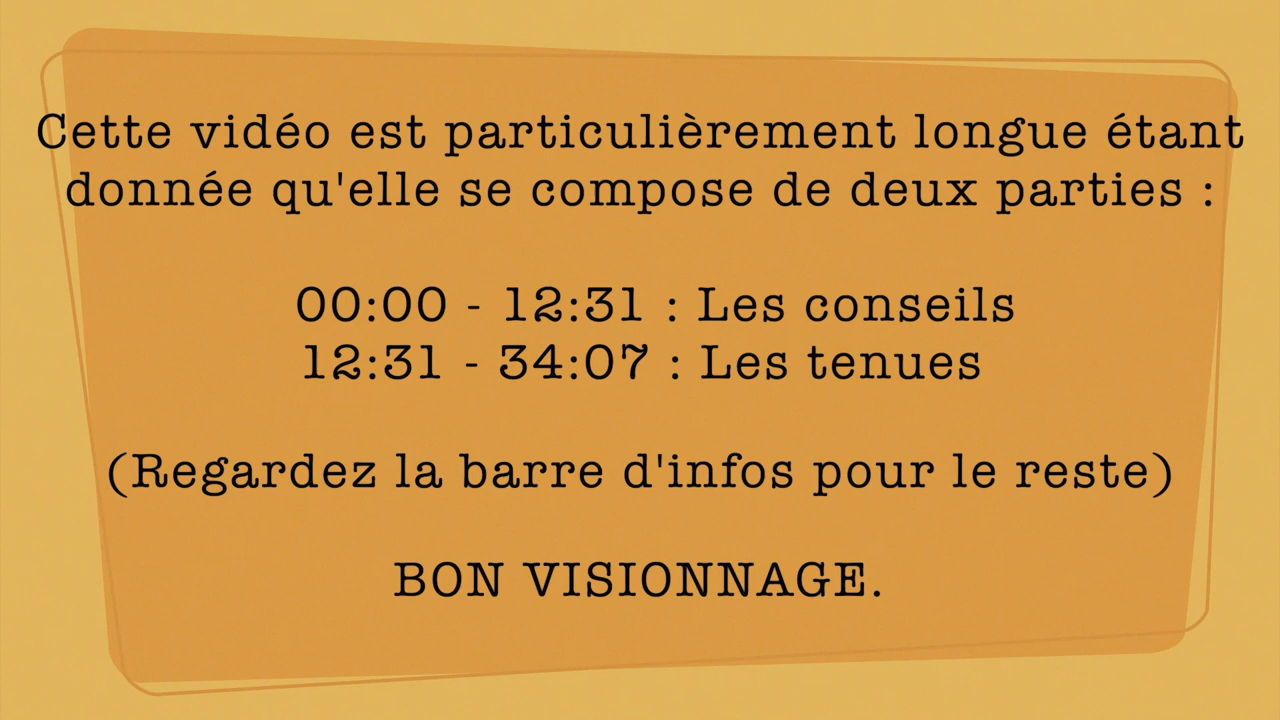 Cette vidéo est particulièrement longue étant
donnée qu'elle se compose de deux parties :
00:00 - 12:31 : Les conseils
12:31 - 34:07 : Les tenues
(Regardez la barre d'infos pour le reste)
BON VISIONNAGE.